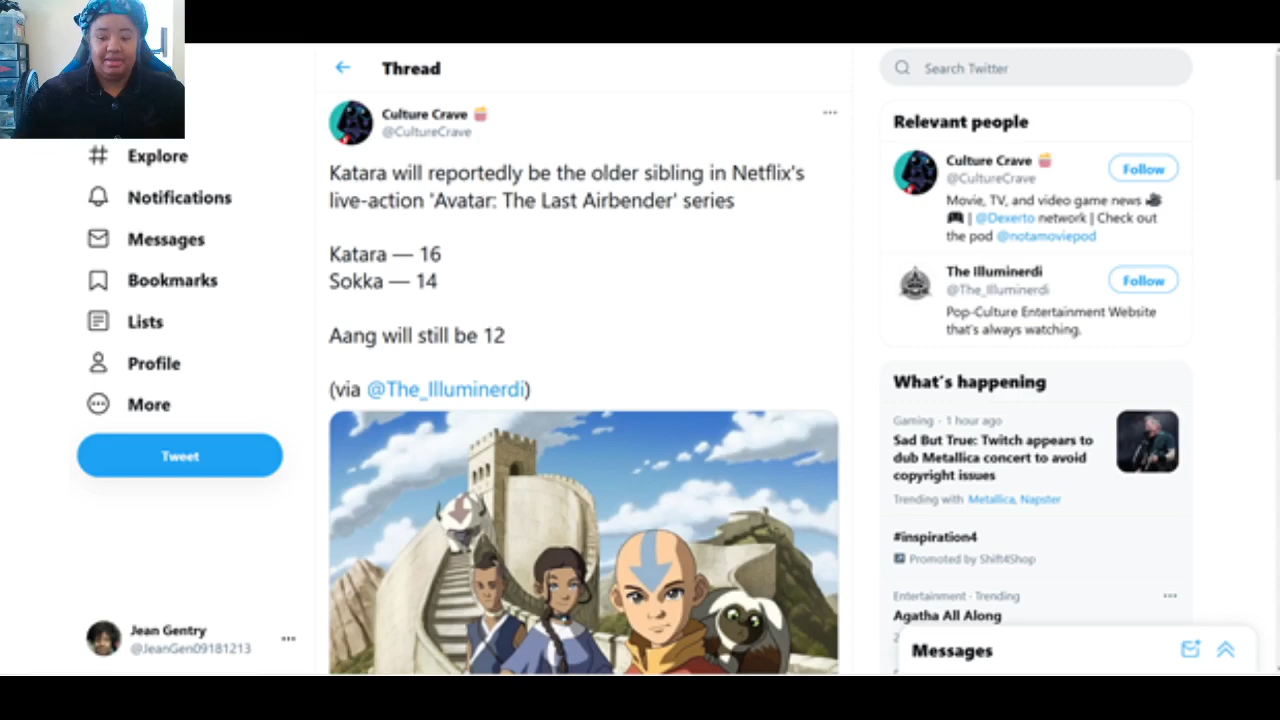 Explore
Notifications
Messages
Bookmarks
Lists
Profile
More
Tweet
Jean Gentry
@JeanGen09181213
Thread
Culture Crave
@CultureCrave
Katara will reportedly be the older sibling in Netflix's
live-action 'Avatar: The Last Airbender' series
Katara — 16
Sokka — 14
Aang will still be 12
(via @The_Illuminerdi)
Search Twitter
Relevant people
Culture Crave
@CultureCrave
Follow
Movie, TV, and video game news
| @Dexerto network | Check out
the pod @notamoviepod
The Illuminerdi
@The_Illuminerdi
Follow
Pop-Culture Entertainment Website
that's always watching.
What's happening
Gaming · 1 hour ago
Sad But True: Twitch appears to
dub Metallica concert to avoid
copyright issues
Trending with Metallica, Napster
#inspiration4
Promoted by Shift4Shop
Entertainment · Trending
Agatha All Along
Messages